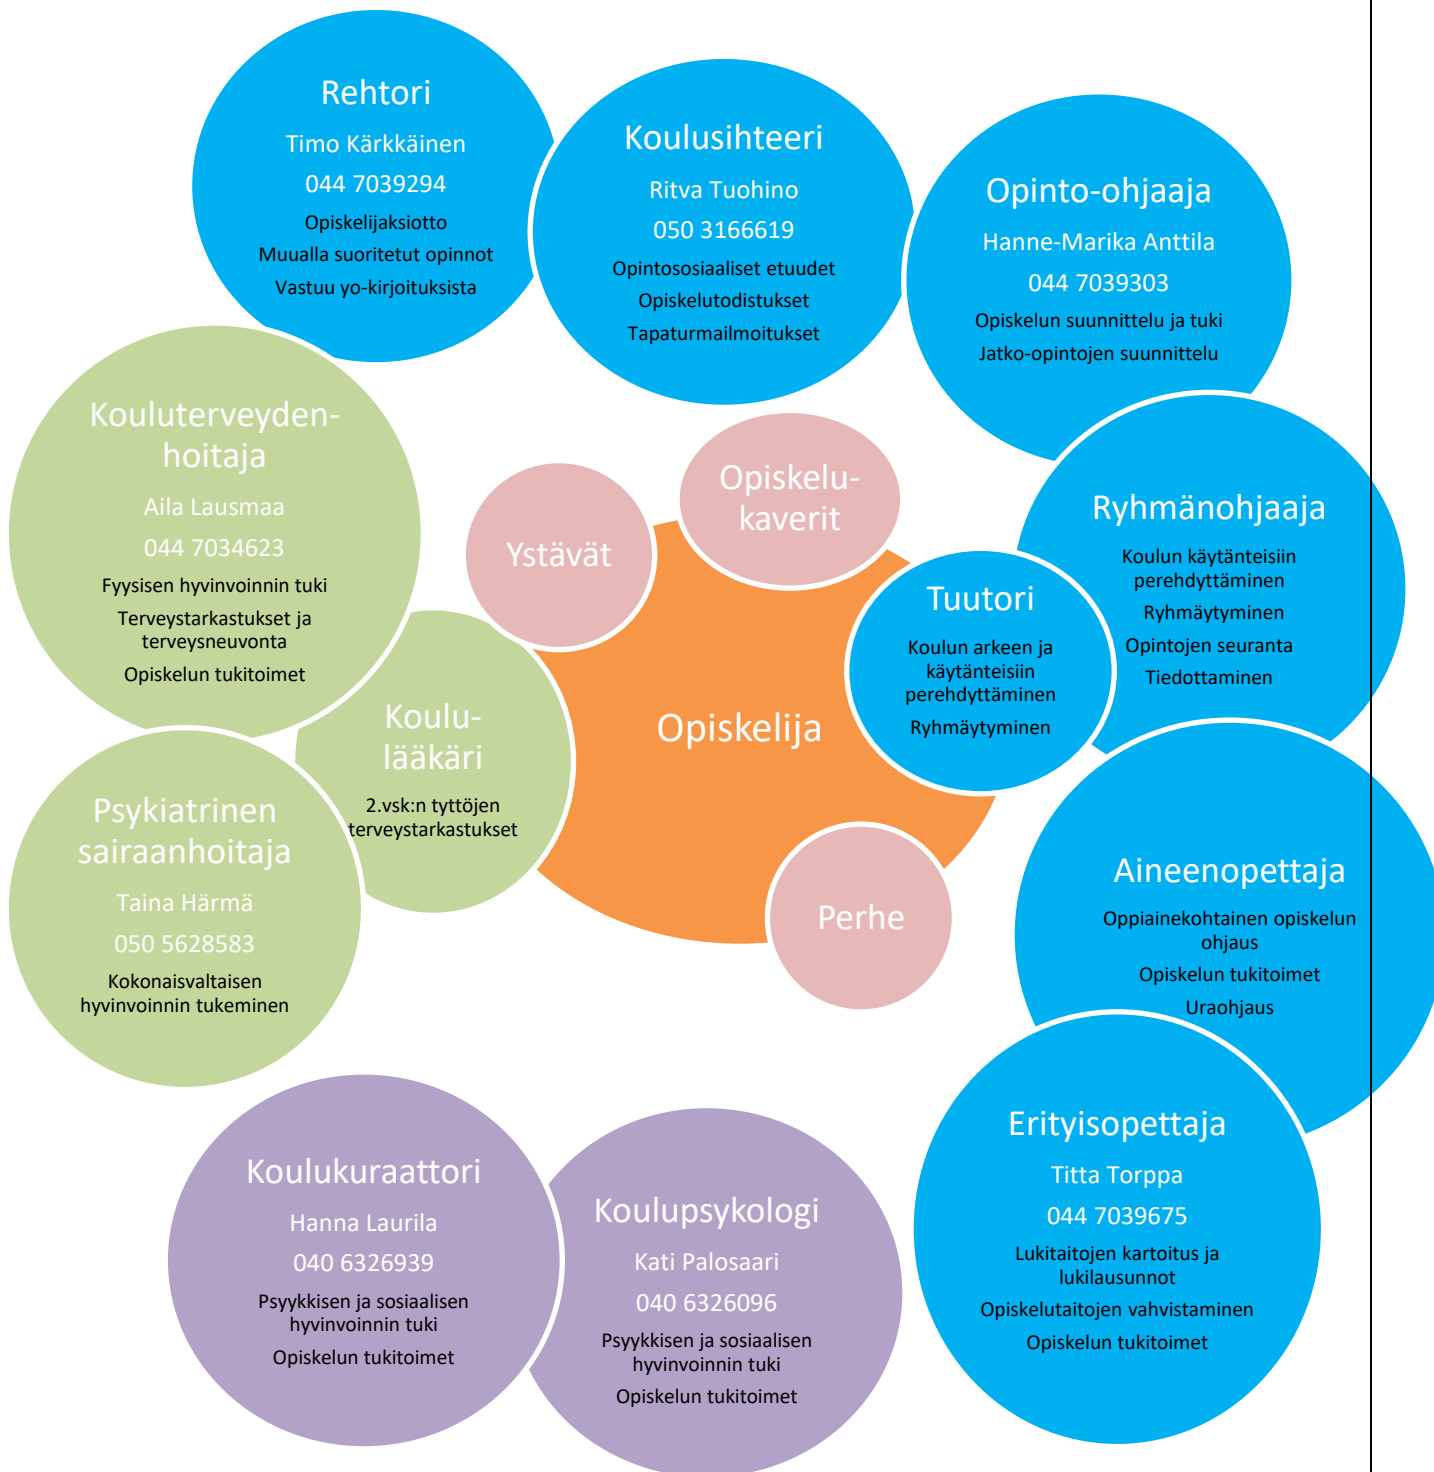 Rehtori
Timo Kärkkäinen
044 7039294
Opiskelijaksiotto
Muualla suoritetut opinnot
Vastuu yo-kirjoituksista
Koulusihteeri
Ritva Tuohino
050 3166619
Opintososiaaliset etuudet
Opiskelutodistukset
Tapaturmailmoitukset
Opinto-ohjaaja
Hanne-Marika Anttila
044 7039303
Opiskelun suunnittelu ja tuki
Jatko-opintojen suunnittelu
Kouluterveyden-
hoitaja
Aila Lausmaa
044 7034623
Fyysisen hyvinvoinnin tuki
Terveystarkastukset ja
terveysneuvonta
Opiskelun tukitoimet
Ystävät
Opiskelu-
kaverit
Ryhmänohjaaja
Koulun käytänteisiin
perehdyttäminen
Ryhmäytyminen
Opintojen seuranta
Tiedottaminen
Tuutori
Koulun arkeen ja
käytänteisiin
perehdyttäminen
Ryhmäytyminen
Opiskelija
Koulu-
lääkäri
2.vsk:n tyttöjen
terveystarkastukset
Psykiatrinen
sairaanhoitaja
Taina Härmä
050 5628583
Kokonaisvaltaisen
hyvinvoinnin tukeminen
Perhe
Aineenopettaja
Oppiainekohtainen opiskelun
ohjaus
Opiskelun tukitoimet
Uraohjaus
Erityisopettaja
Titta Torppa
044 7039675
Lukitaitojen kartoitus ja
lukilausunnot
Opiskelutaitojen vahvistaminen
Opiskelun tukitoimet
Koulukuraattori
Hanna Laurila
040 6326939
Psyykkisen ja sosiaalisen
hyvinvoinnin tuki
Opiskelun tukitoimet
Koulupsykologi
Kati Palosaari
040 6326096
Psyykkisen ja sosiaalisen
hyvinvoinnin tuki
Opiskelun tukitoimet